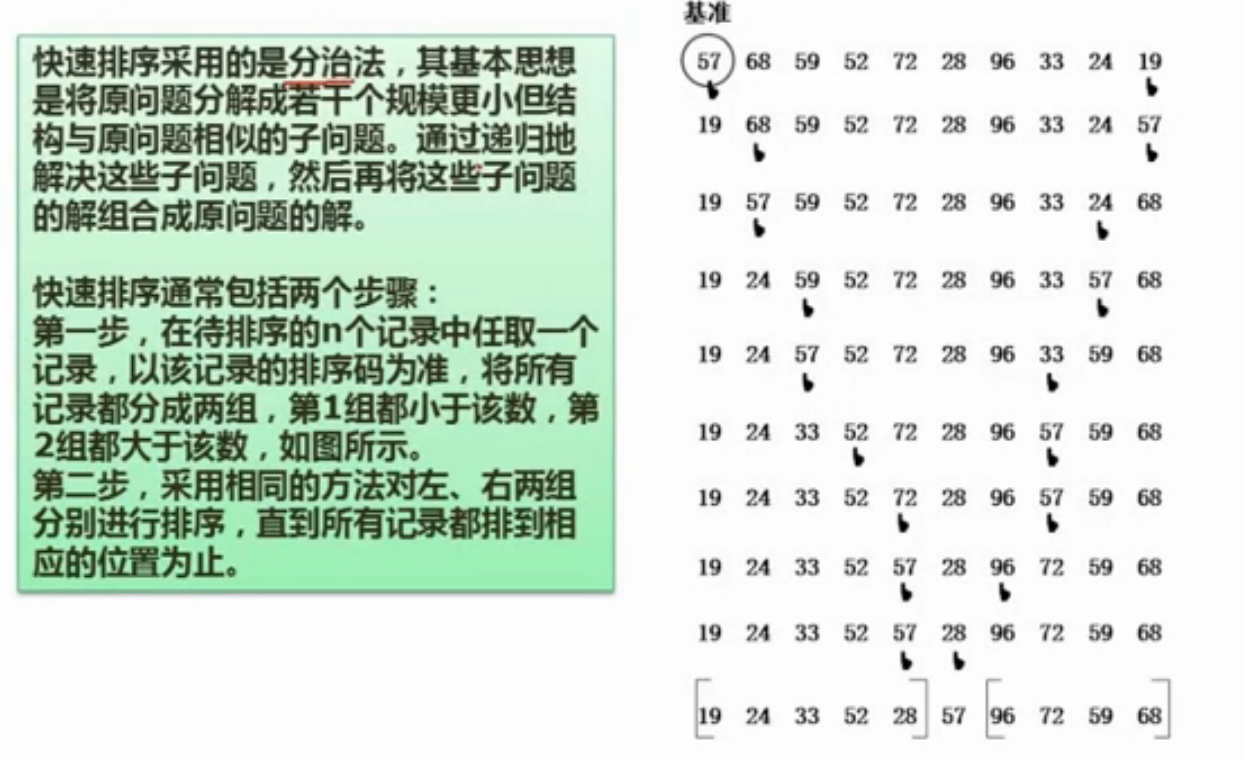 快速排序采用的是分治法，其基本思想
是将原问题分解成若干个规模更小但结
构与原问题相似的子问题。通过递归地
解决这些子问题，然后再将这些子问题
的解组合成原问题的解。
快速排序通常包括两个步骤：
第一步，在待排序的n个记录中任取一个
记录，以该记录的排序码为准，将所有
记录都分成两组，第1组都小于该数，第
2组都大于该数，如图所示。
第二步，采用相同的方法对左、右两组
分别进行排序，直到所有记录都排到相
应的位置为止。
基准
57 68 59 52 72 28 96 33 24 19
19 68 59 52 72 28 96 33 24 57
19 57 59 52 72 28 96 33 24 68
19 24 59 52 72 28 96 33 57 68
19 24 57 52 72 28 96 33 59 68
19 24 33 52 72 28 96 57 59 68
19 24 33 52 72 28 96 57 59 68
19 24 33 52 57 28 96 72 59 68
19 24 33 52 57 28 96 72 59 68
[19 24 33 52 28] 57 [96 72 59 68]